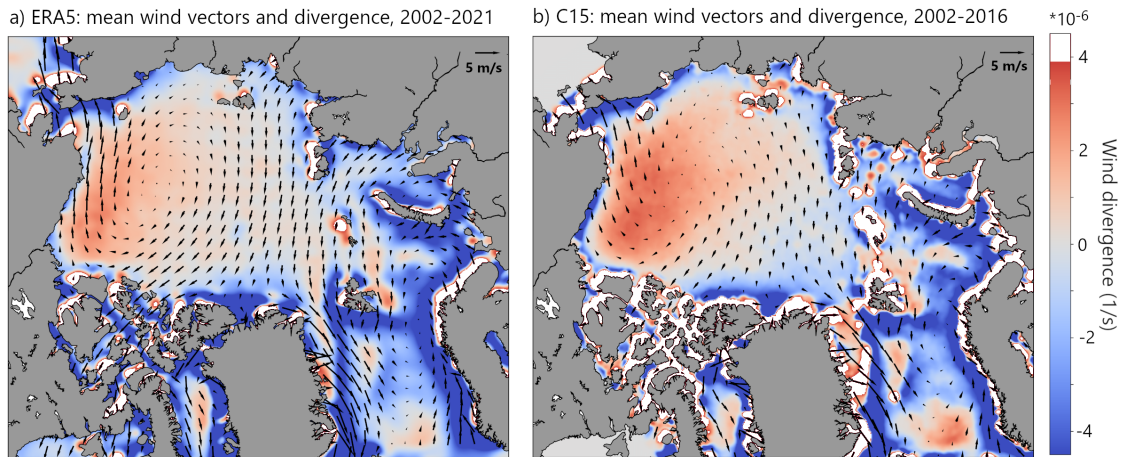 a) ERA5: mean wind vectors and divergence, 2002-2021
b) C15: mean wind vectors and divergence, 2002-2016
*10⁻⁶
5 m/s
5 m/s
4
2
0
-2
-4
Wind divergence (1/s)